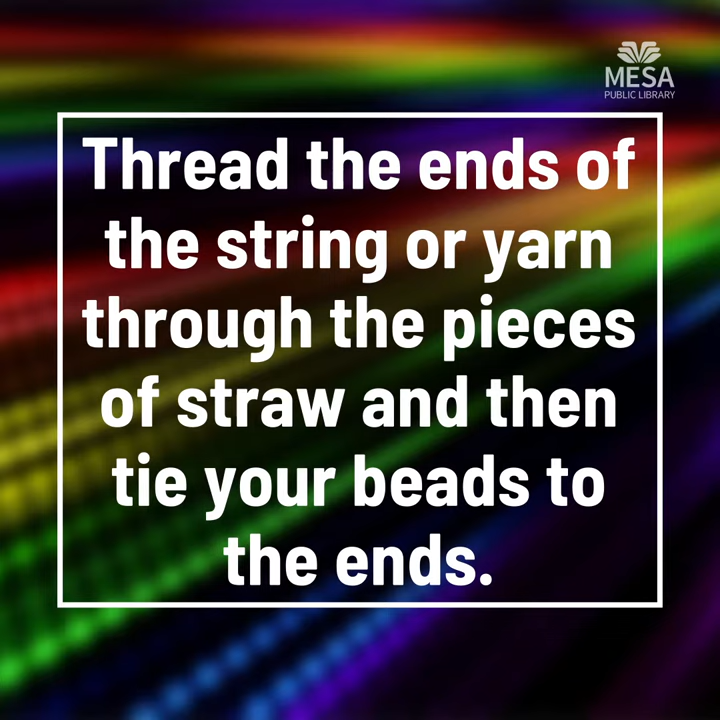 MESA
PUBLIC LIBRARY
Thread the ends of
the string or yarn
through the pieces
of straw and then
tie your beads to
the ends.